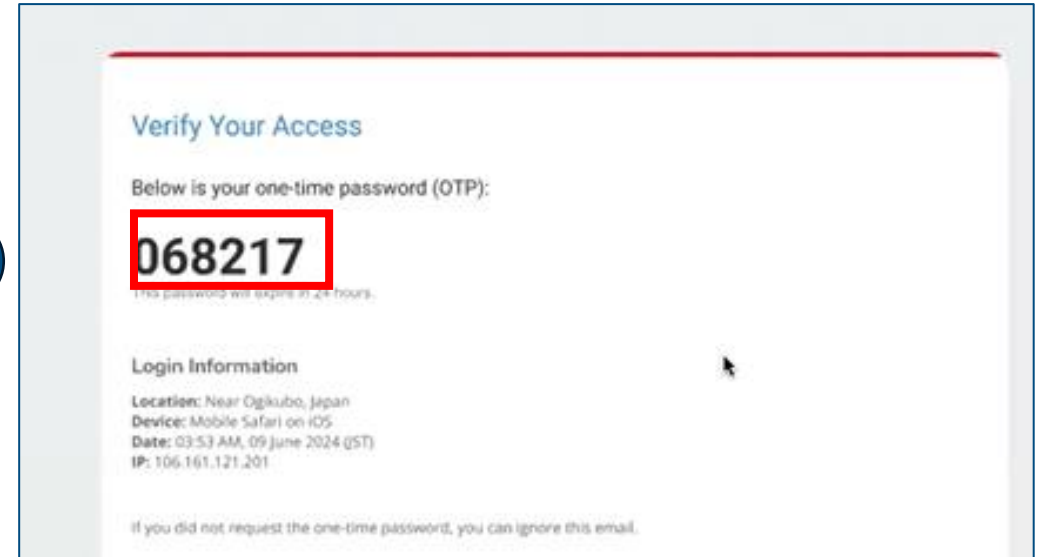 Verify Your Access
Below is your one-time password (OTP):
068217
This password will expire in 24 hours.
Login Information
Location: Near Ogikubo, Japan
Device: Mobile Safari on iOS
Date: 03:53 AM, 09 June 2024 (JST)
IP: 106.161.121.201
If you did not request the one-time password, you can ignore this email.